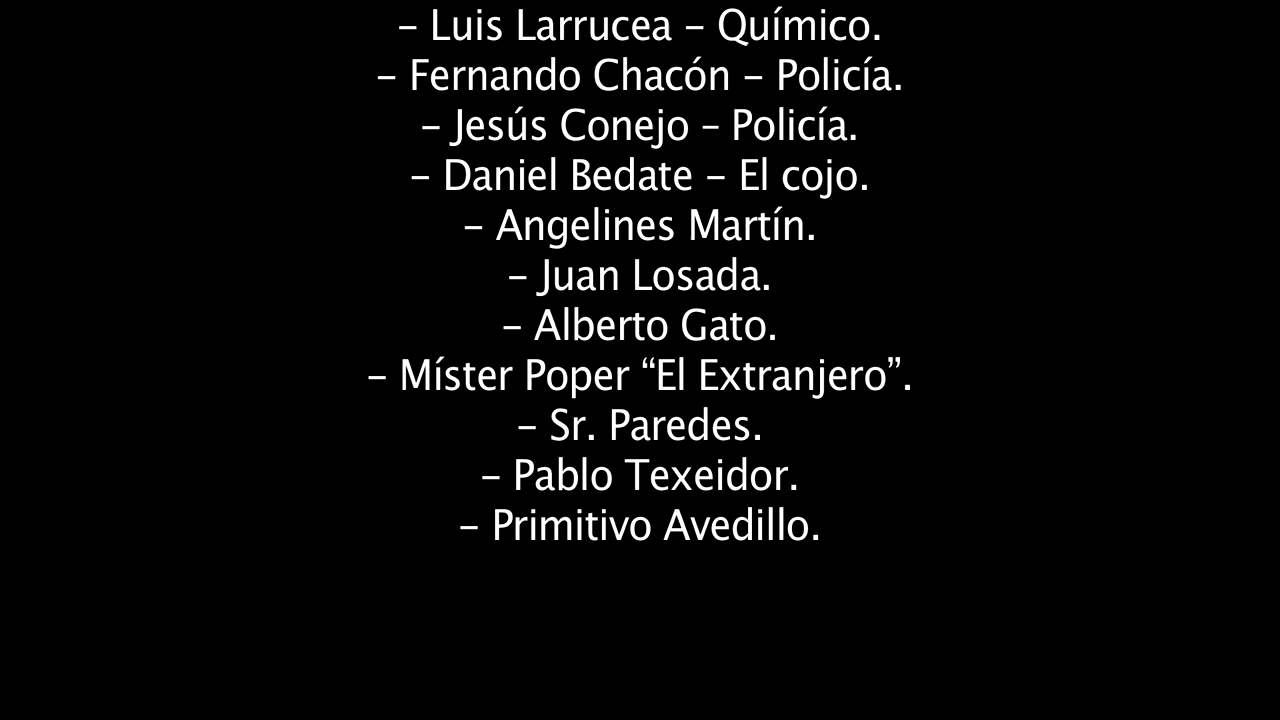 – Luis Larrucea – Químico.
– Fernando Chacón – Policía.
– Jesús Conejo – Policía.
– Daniel Bedate – El cojo.
– Angelines Martín.
– Juan Losada.
– Alberto Gato.
– Míster Poper “El Extranjero”.
– Sr. Paredes.
– Pablo Texeidor.
– Primitivo Avedillo.